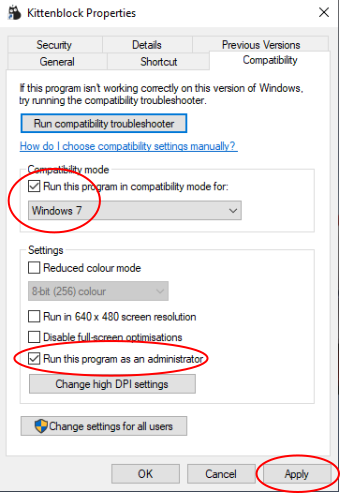 Kittenblock Properties
Security Details Previous Versions
General Shortcut Compatibility
If this program isn't working correctly on this version of Windows,
try running the compatibility troubleshooter.
Run compatibility troubleshooter
How do I choose compatibility settings manually?
Compatibility mode
Run this program in compatibility mode for:
Windows 7
Settings
Reduced colour mode
8-bit (256) colour
Run in 640 x 480 screen resolution
Disable full-screen optimisations
Run this program as an administrator
Change high DPI settings
Change settings for all users
OK Cancel Apply